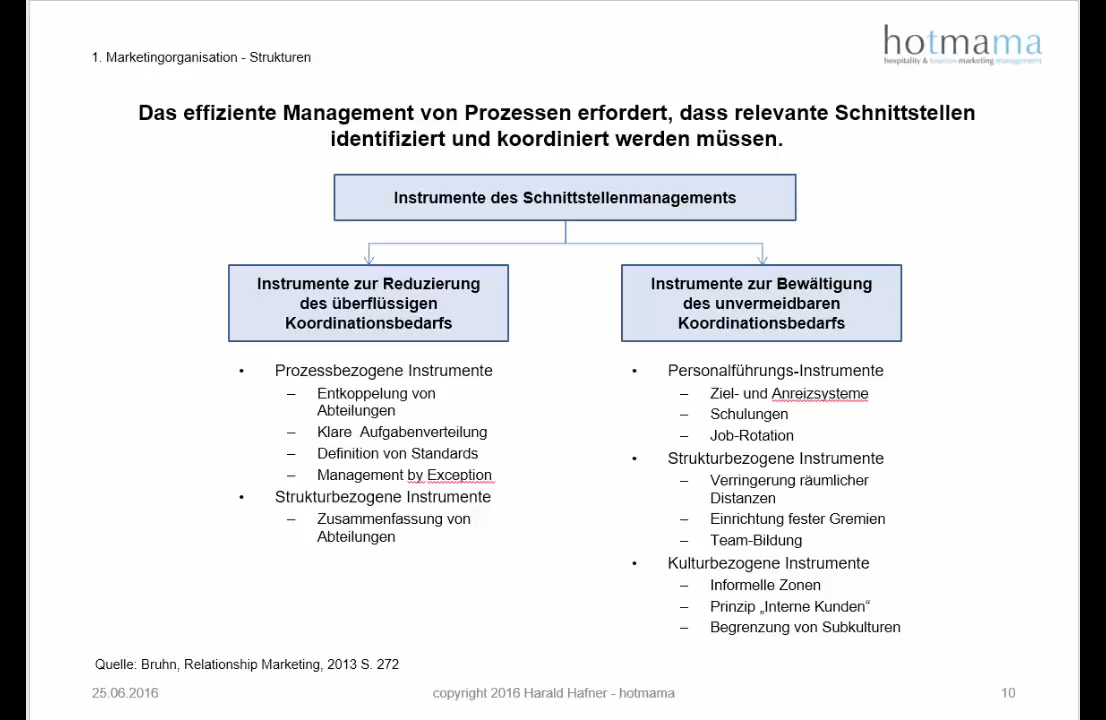 1. Marketingorganisation - Strukturen
hotmama
hospitality & tourism marketing management
Das effiziente Management von Prozessen erfordert, dass relevante Schnittstellen
identifiziert und koordiniert werden müssen.
Instrumente des Schnittstellenmanagements
Instrumente zur Reduzierung
des überflüssigen
Koordinationsbedarfs
• Prozessbezogene Instrumente
– Entkoppelung von
Abteilungen
– Klare Aufgabenverteilung
– Definition von Standards
– Management by Exception
• Strukturbezogene Instrumente
– Zusammenfassung von
Abteilungen
Instrumente zur Bewältigung
des unvermeidbaren
Koordinationsbedarfs
• Personalführungs-Instrumente
– Ziel- und Anreizsysteme
– Schulungen
– Job-Rotation
• Strukturbezogene Instrumente
– Verringerung räumlicher
Distanzen
– Einrichtung fester Gremien
– Team-Bildung
• Kulturbezogene Instrumente
– Informelle Zonen
– Prinzip „Interne Kunden“
– Begrenzung von Subkulturen
Quelle: Bruhn, Relationship Marketing, 2013 S. 272
25.06.2016
copyright 2016 Harald Hafner - hotmama
10